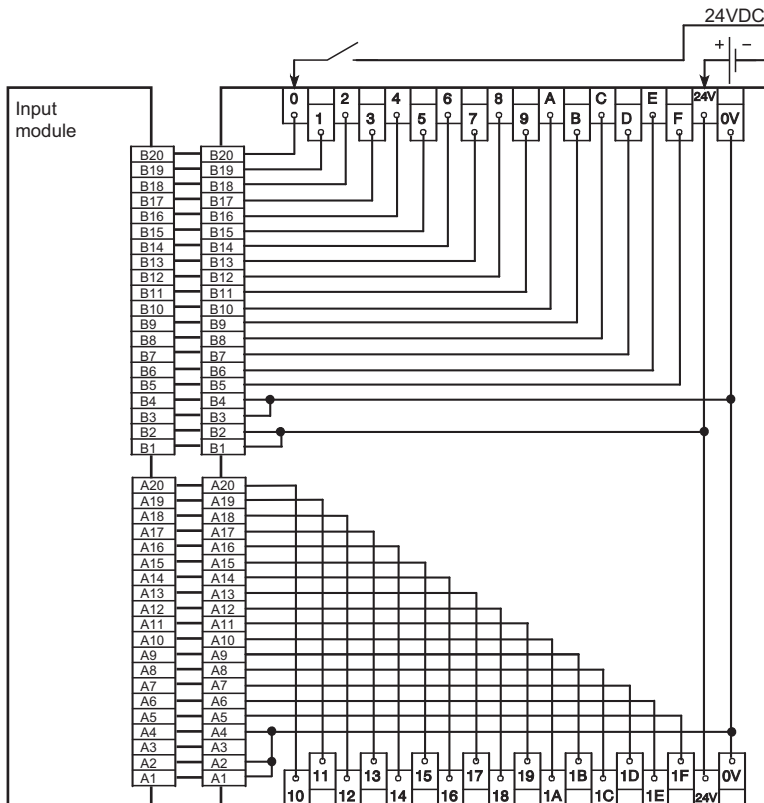 24VDC
+ −
Input
module
0 2 4 6 8 A C E 24V
1 3 5 7 9 B D F 0V
B20 B20
B19 B19
B18 B18
B17 B17
B16 B16
B15 B15
B14 B14
B13 B13
B12 B12
B11 B11
B10 B10
B9 B9
B8 B8
B7 B7
B6 B6
B5 B5
B4 B4
B3 B3
B2 B2
B1 B1
A20 A20
A19 A19
A18 A18
A17 A17
A16 A16
A15 A15
A14 A14
A13 A13
A12 A12
A11 A11
A10 A10
A9 A9
A8 A8
A7 A7
A6 A6
A5 A5
A4 A4
A3 A3
A2 A2
A1 A1
11 13 15 17 19 1B 1D 1F 0V
10 12 14 16 18 1A 1C 1E 24V